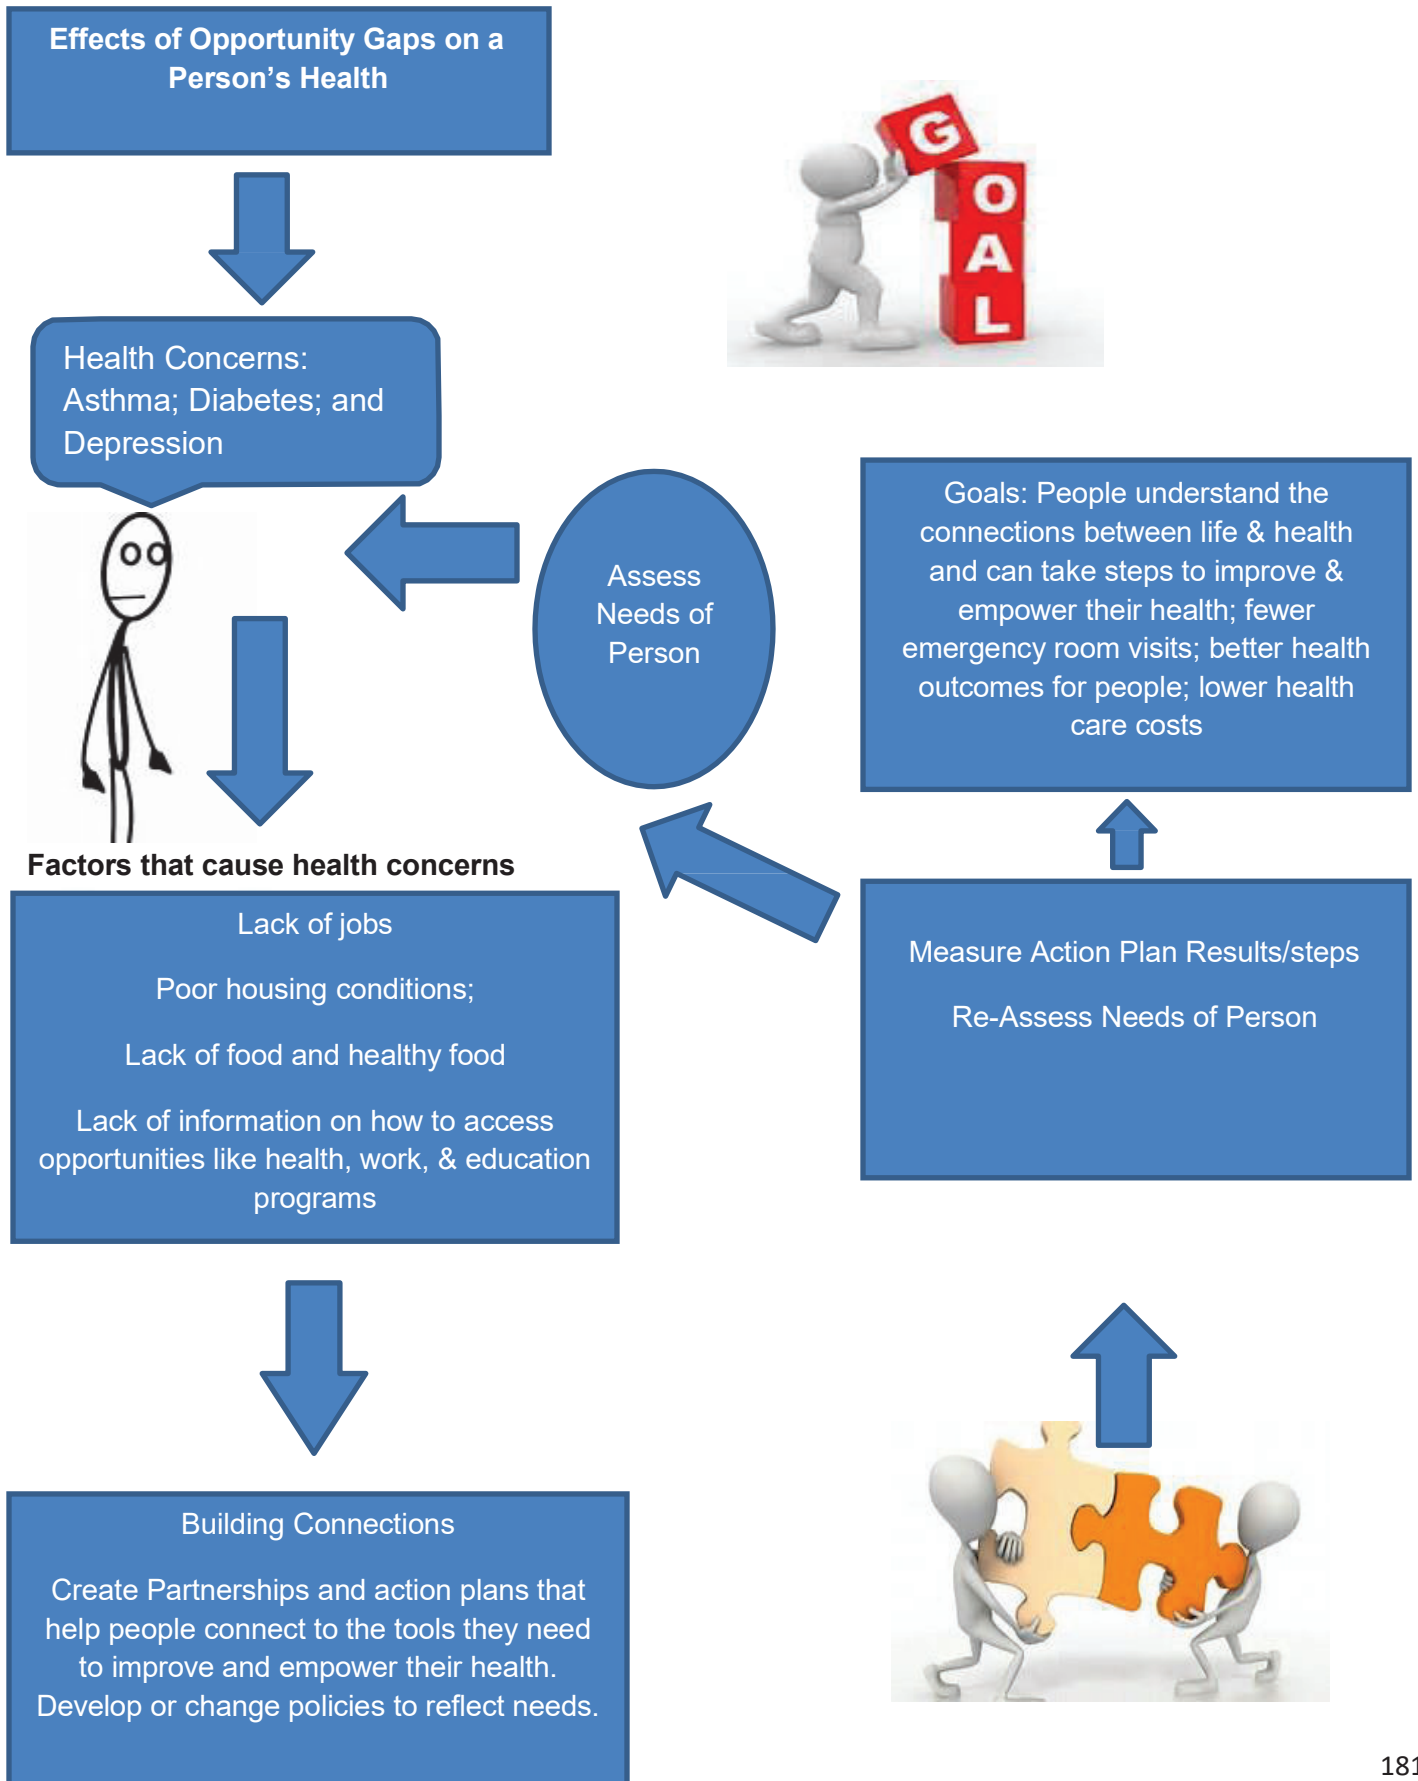 Effects of Opportunity Gaps on a
Person’s Health
G
O
A
L
Health Concerns:
Asthma; Diabetes; and
Depression
Assess
Needs of
Person
Goals: People understand the
connections between life & health
and can take steps to improve &
empower their health; fewer
emergency room visits; better health
outcomes for people; lower health
care costs
Factors that cause health concerns
Lack of jobs
Poor housing conditions;
Lack of food and healthy food
Lack of information on how to access
opportunities like health, work, & education
programs
Measure Action Plan Results/steps
Re-Assess Needs of Person
Building Connections
Create Partnerships and action plans that
help people connect to the tools they need
to improve and empower their health.
Develop or change policies to reflect needs.
181